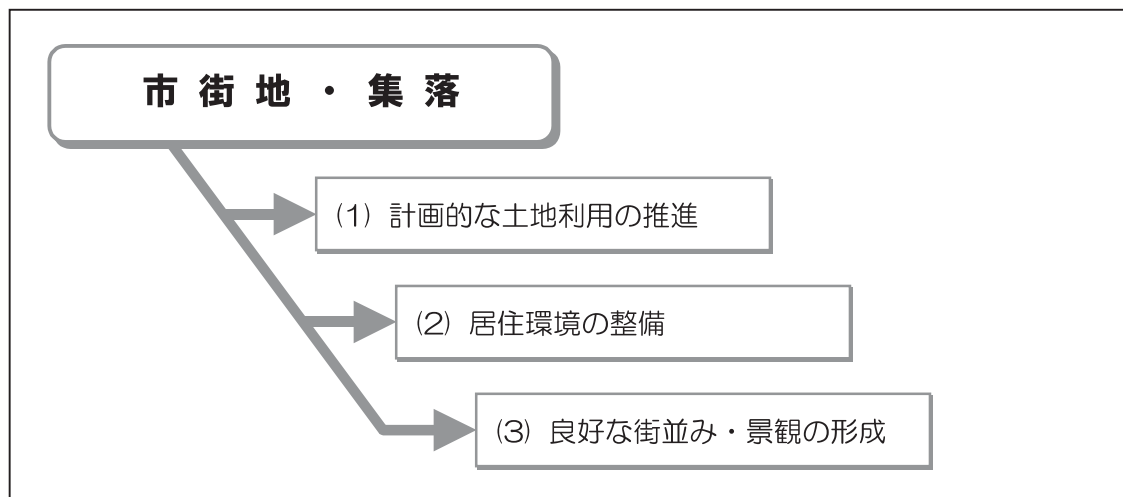 市街地・集落
(1) 計画的な土地利用の推進
(2) 居住環境の整備
(3) 良好な街並み・景観の形成